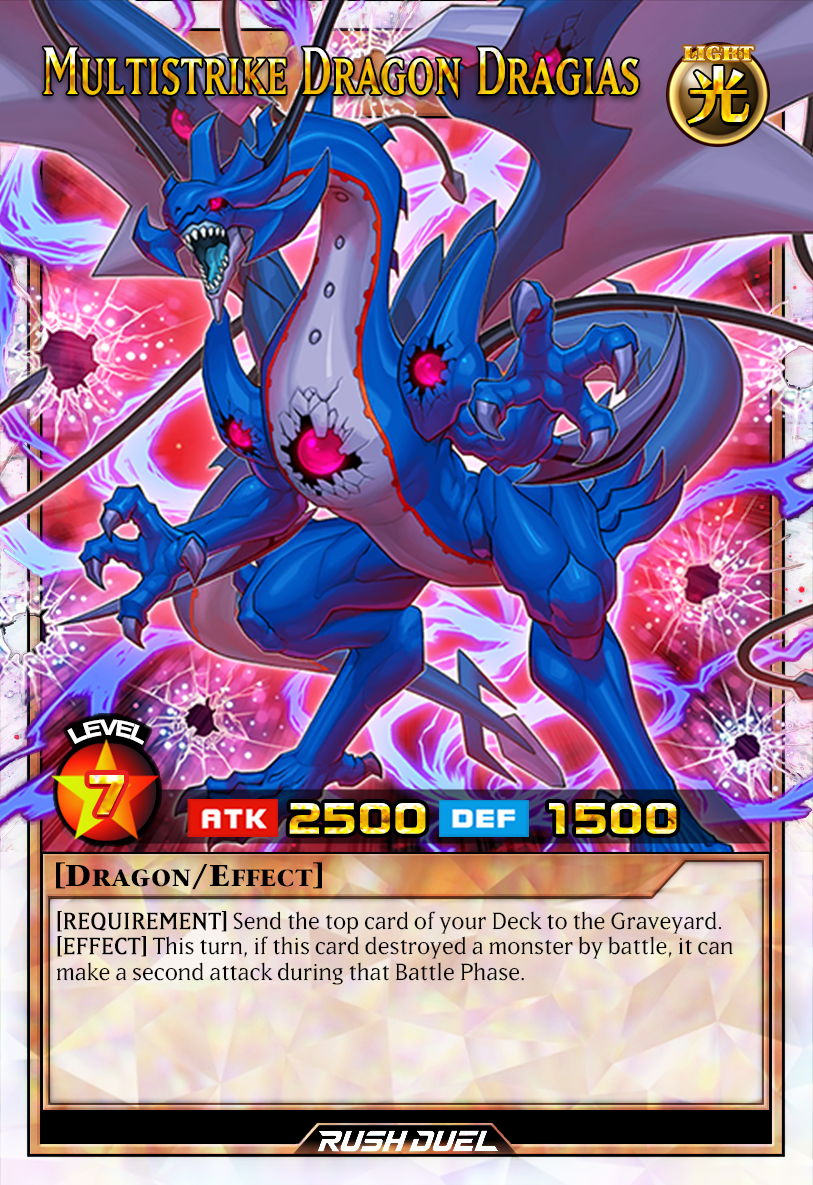 MULTISTRIKE DRAGON DRAGIAS
LIGHT
光
LEVEL
7
ATK 2500 DEF 1500
[DRAGON/EFFECT]
[REQUIREMENT] Send the top card of your Deck to the Graveyard.
[EFFECT] This turn, if this card destroyed a monster by battle, it can
make a second attack during that Battle Phase.
RUSH DUEL